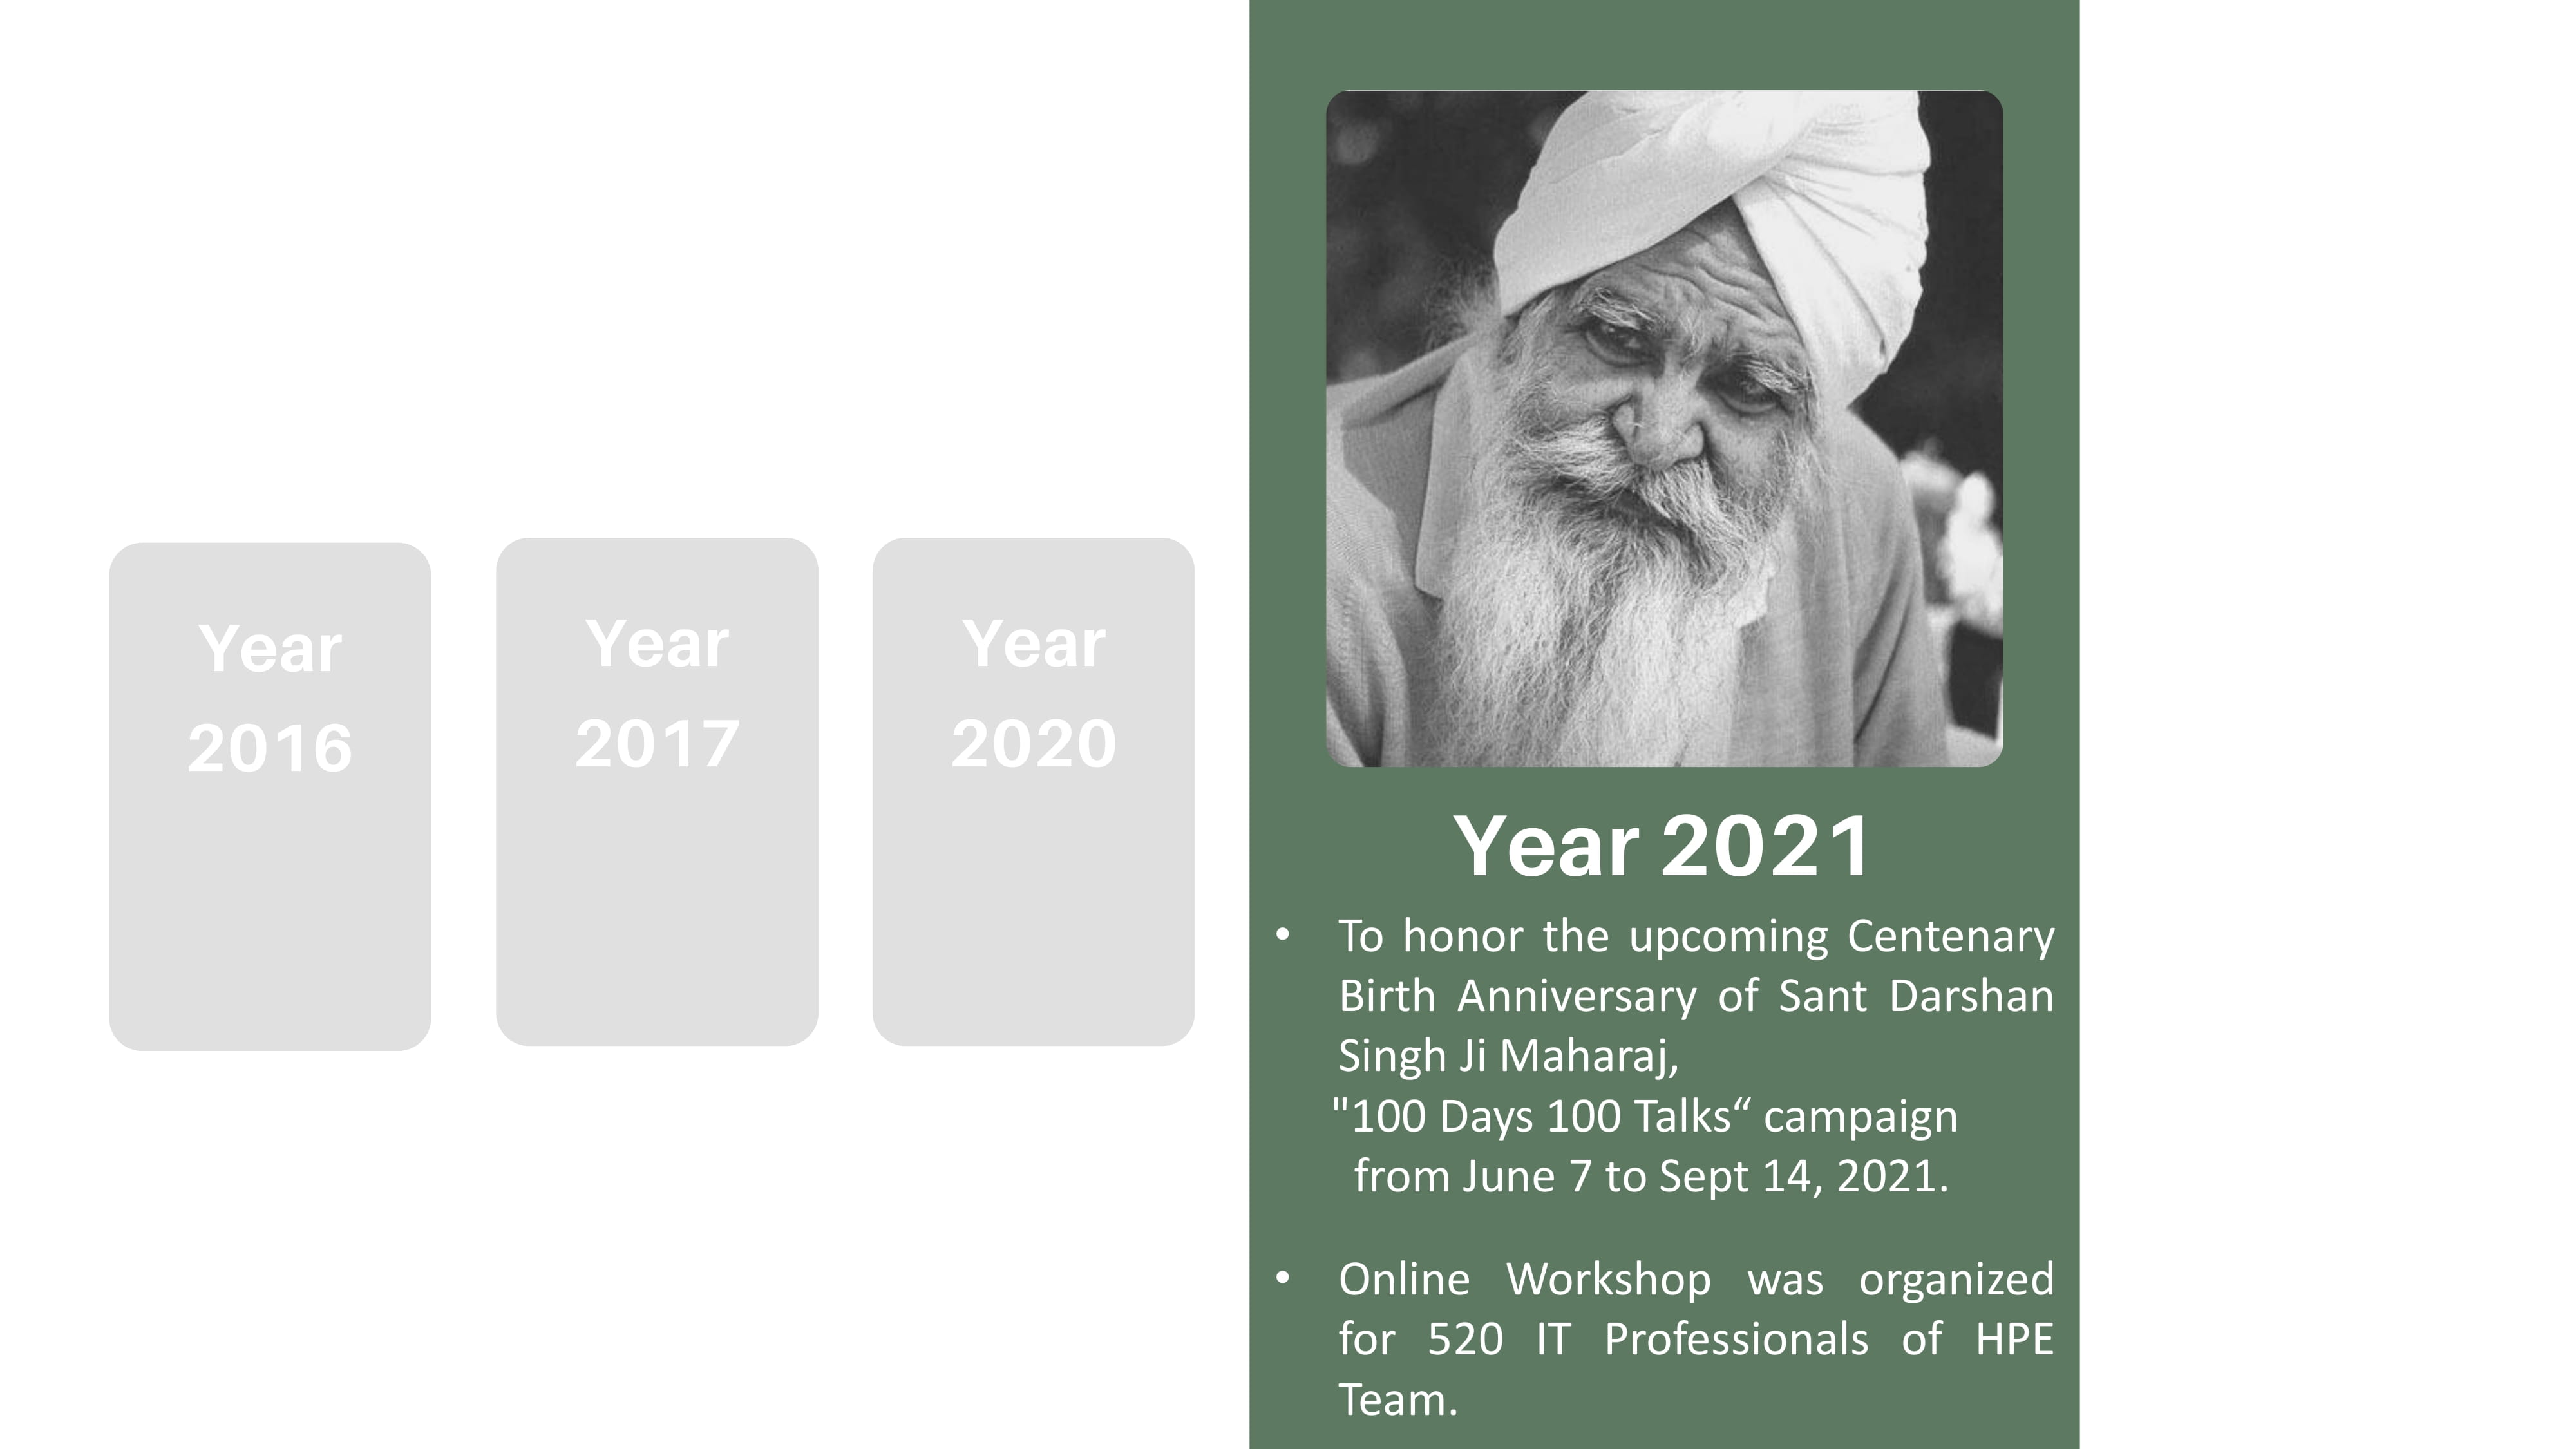 Year
2016
Year
2017
Year
2020
Year 2021
• To honor the upcoming Centenary
Birth Anniversary of Sant Darshan
Singh Ji Maharaj,
"100 Days 100 Talks“ campaign
from June 7 to Sept 14, 2021.
• Online Workshop was organized
for 520 IT Professionals of HPE
Team.